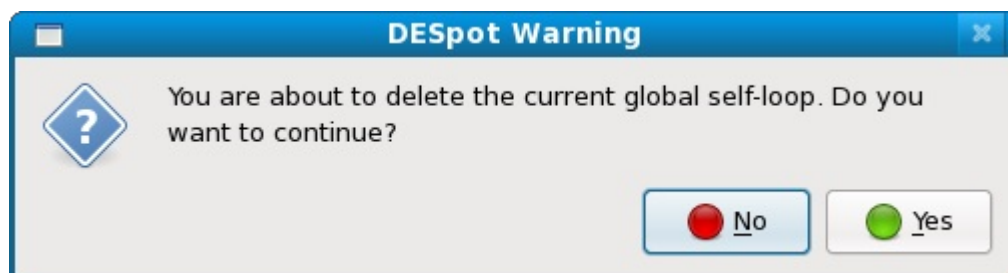 DESpot Warning
You are about to delete the current global self-loop. Do you
want to continue?
No
Yes